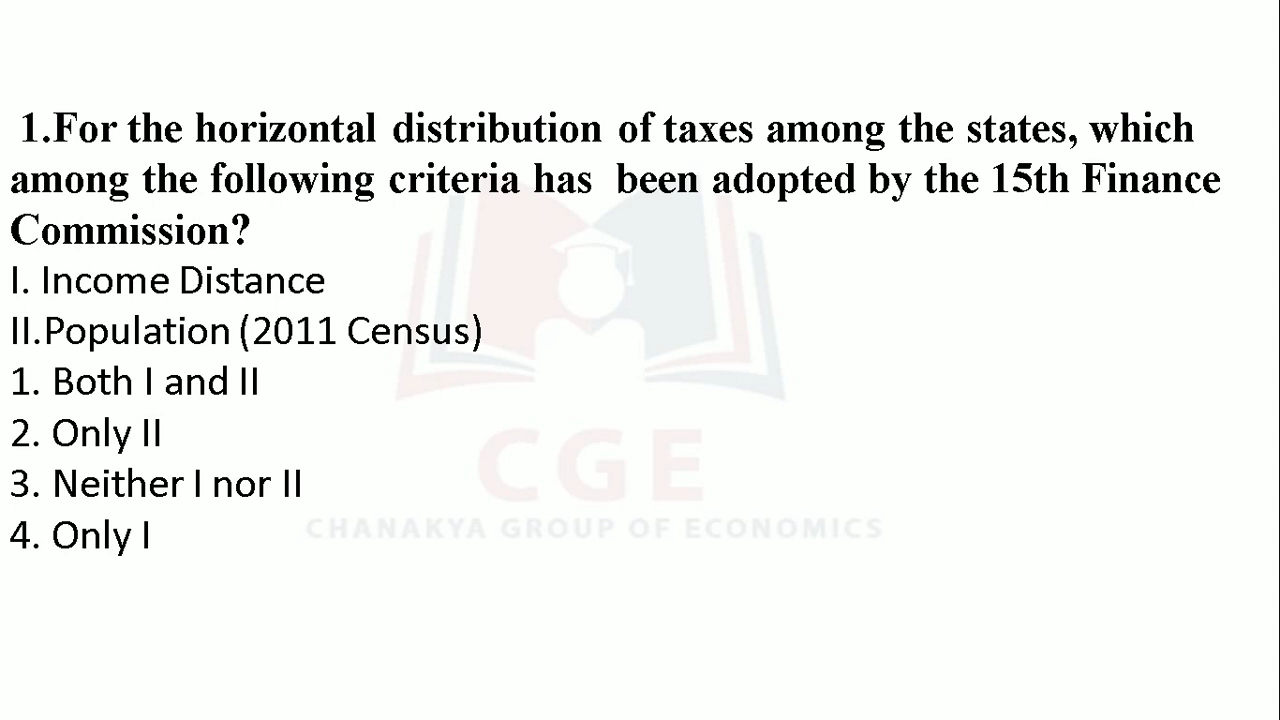 1.For the horizontal distribution of taxes among the states, which
among the following criteria has been adopted by the 15th Finance
Commission?
I. Income Distance
II.Population (2011 Census)
1. Both I and II
2. Only II
3. Neither I nor II
4. Only I
CGE
CHANAKYA GROUP OF ECONOMICS